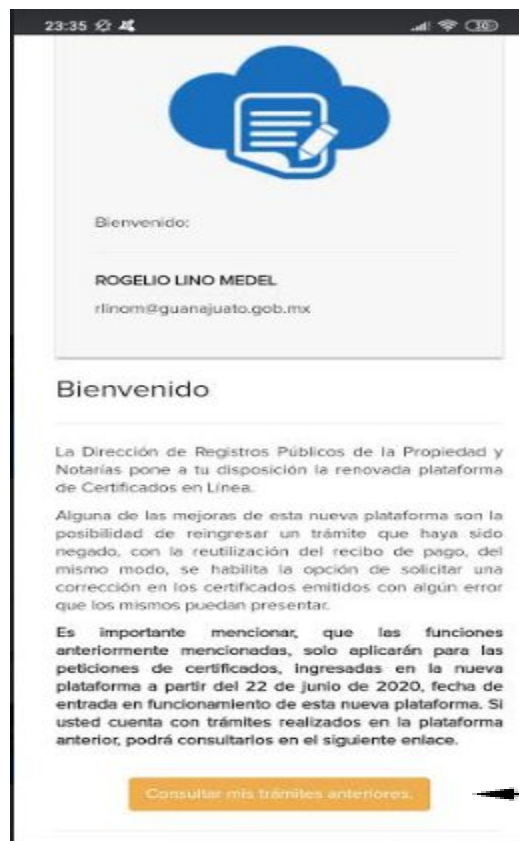 23:35
30
Bienvenido:
ROGELIO LINO MEDEL
rlinom@guanajuato.gob.mx
Bienvenido
La Dirección de Registros Públicos de la Propiedad y
Notarías pone a tu disposición la renovada plataforma
de Certificados en Línea.
Alguna de las mejoras de esta nueva plataforma son la
posibilidad de reingresar un trámite que haya sido
negado, con la reutilización del recibo de pago, del
mismo modo, se habilita la opción de solicitar una
corrección en los certificados emitidos con algún error
que los mismos puedan presentar.
Es importante mencionar, que las funciones
anteriormente mencionadas, solo aplicarán para las
peticiones de certificados, ingresadas en la nueva
plataforma a partir del 22 de junio de 2020, fecha de
entrada en funcionamiento de esta nueva plataforma. Si
usted cuenta con trámites realizados en la plataforma
anterior, podrá consultarlos en el siguiente enlace.
Consultar mis trámites anteriores.